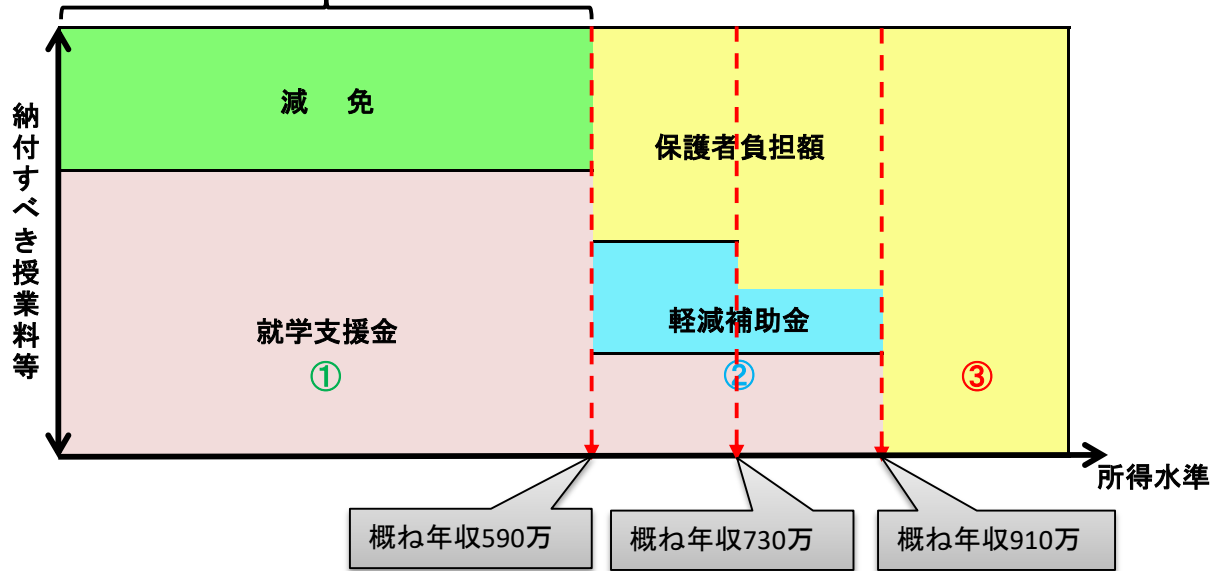 減 免
納付すべき授業料等
保護者負担額
就学支援金
①
軽減補助金
②
③
所得水準
概ね年収590万
概ね年収730万
概ね年収910万